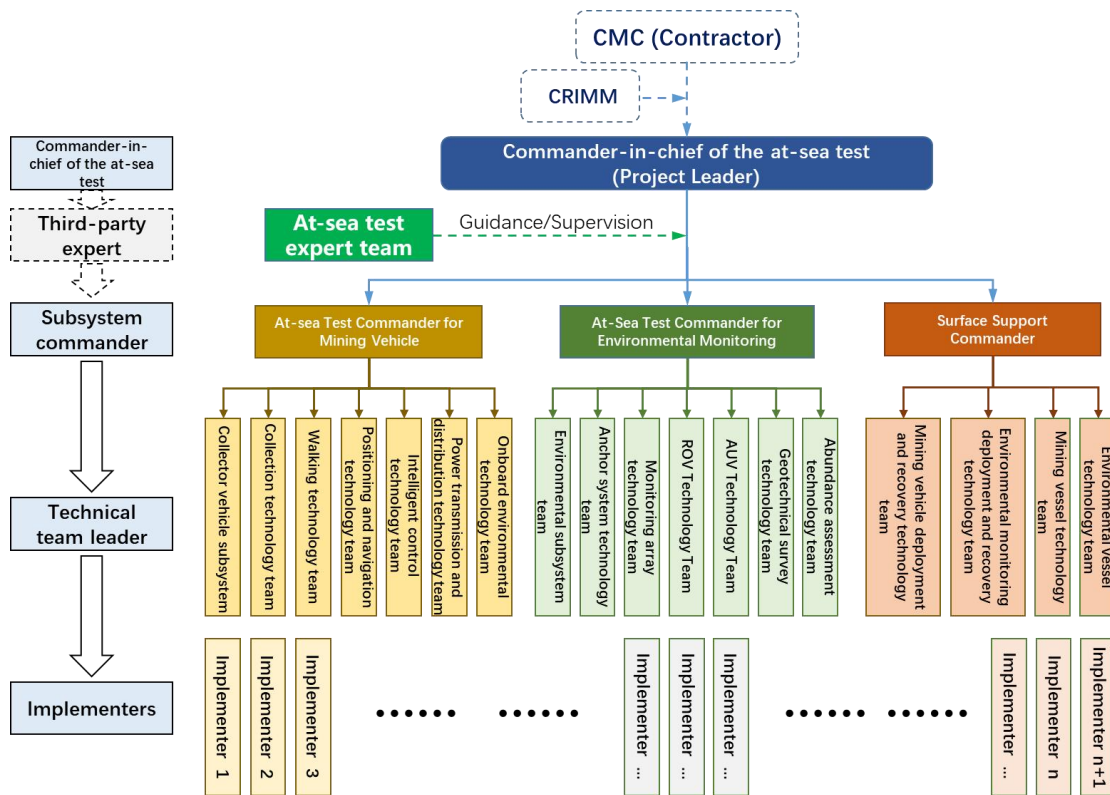 CMC (Contractor)
CRIMM
Commander-in-chief of the at-sea test
(Project Leader)
Commander-in-
chief of the at-sea
test
Third-party
expert
At-sea test
expert team
Guidance/Supervision
Subsystem
commander
At-sea Test Commander for
Mining Vehicle
At-Sea Test Commander for
Environmental Monitoring
Surface Support
Commander
Technical
team leader
Collector vehicle subsystem
Collection technology team
Walking technology team
Positioning and navigation
technology team
Intelligent control
technology team
Power transmission and
distribution technology team
Onboard environmental
technology team
Environmental subsystem
team
Anchor system technology
team
Monitoring array
technology team
ROV Technology Team
AUV Technology Team
Geotechnical survey
technology team
Abundance assessment
technology team
Mining vehicle deployment
and recovery technology
team
Environmental monitoring
deployment and recovery
technology team
Mining vessel technology
team
Environmental vessel
team
Implementers
Implementer 1
Implementer 2
Implementer 3
•••••• ••••••
Implementer ...
Implementer ...
Implementer ...
•••••• ••••••
Implementer ...
Implementer n
Implementer n+1